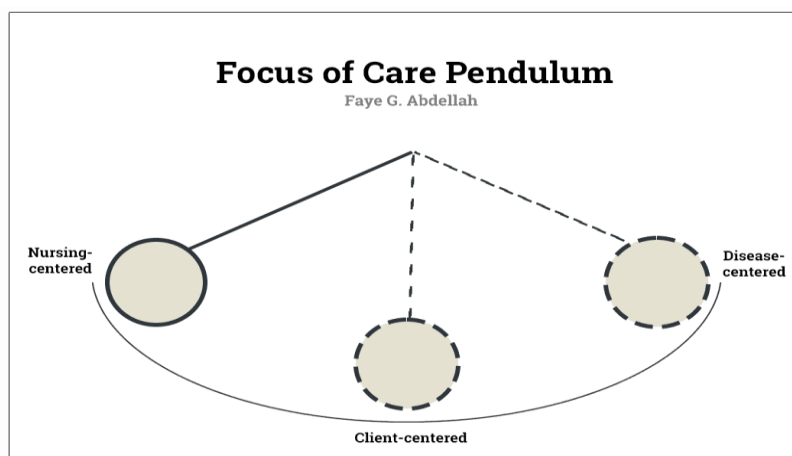 Focus of Care Pendulum
Faye G. Abdellah
Nursing-
centered
Disease-
centered
Client-centered